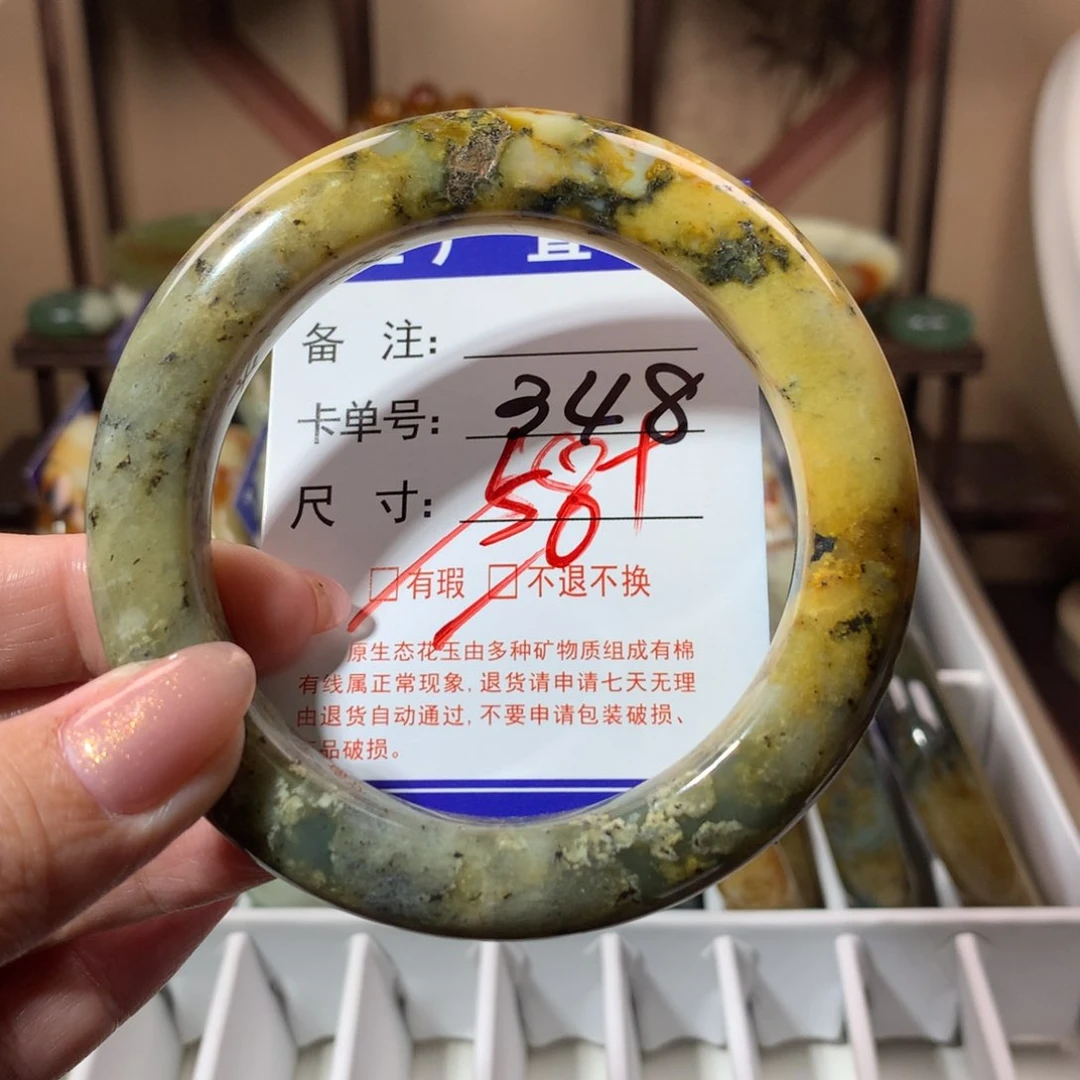 厂 直
备 注:
卡单号: 348
尺 寸: 58+
□有瑕 □不退不换
原生态花玉由多种矿物质组成有棉
有线属正常现象,退货请申请七天无理
由退货自动通过,不要申请包装破损、
品破损。